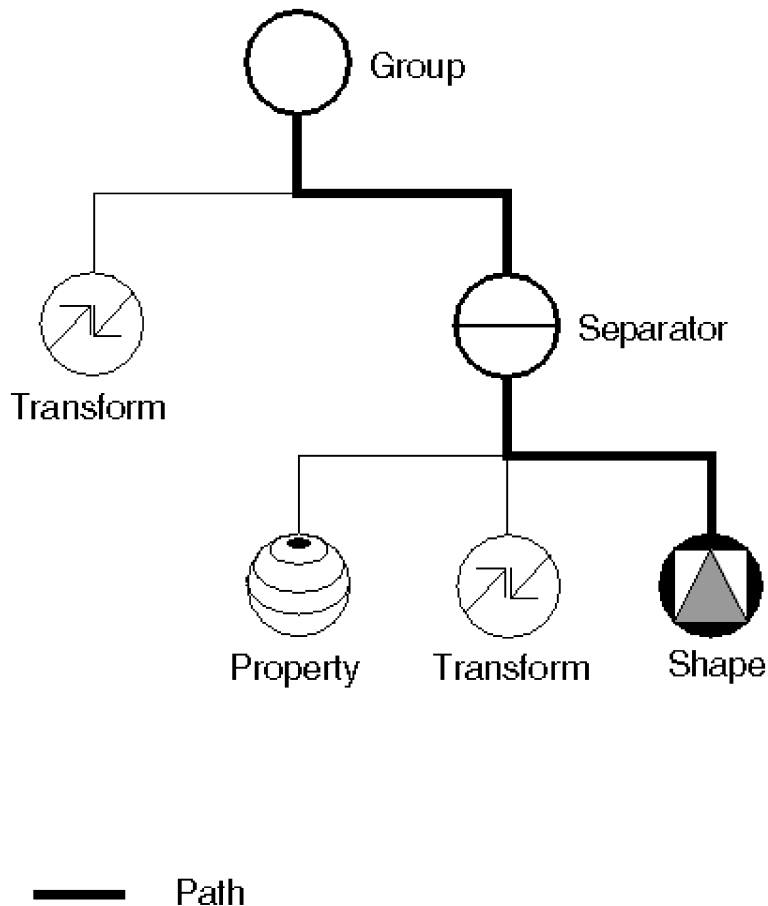 Group
Separator
Transform
Property
Transform
Shape
Path